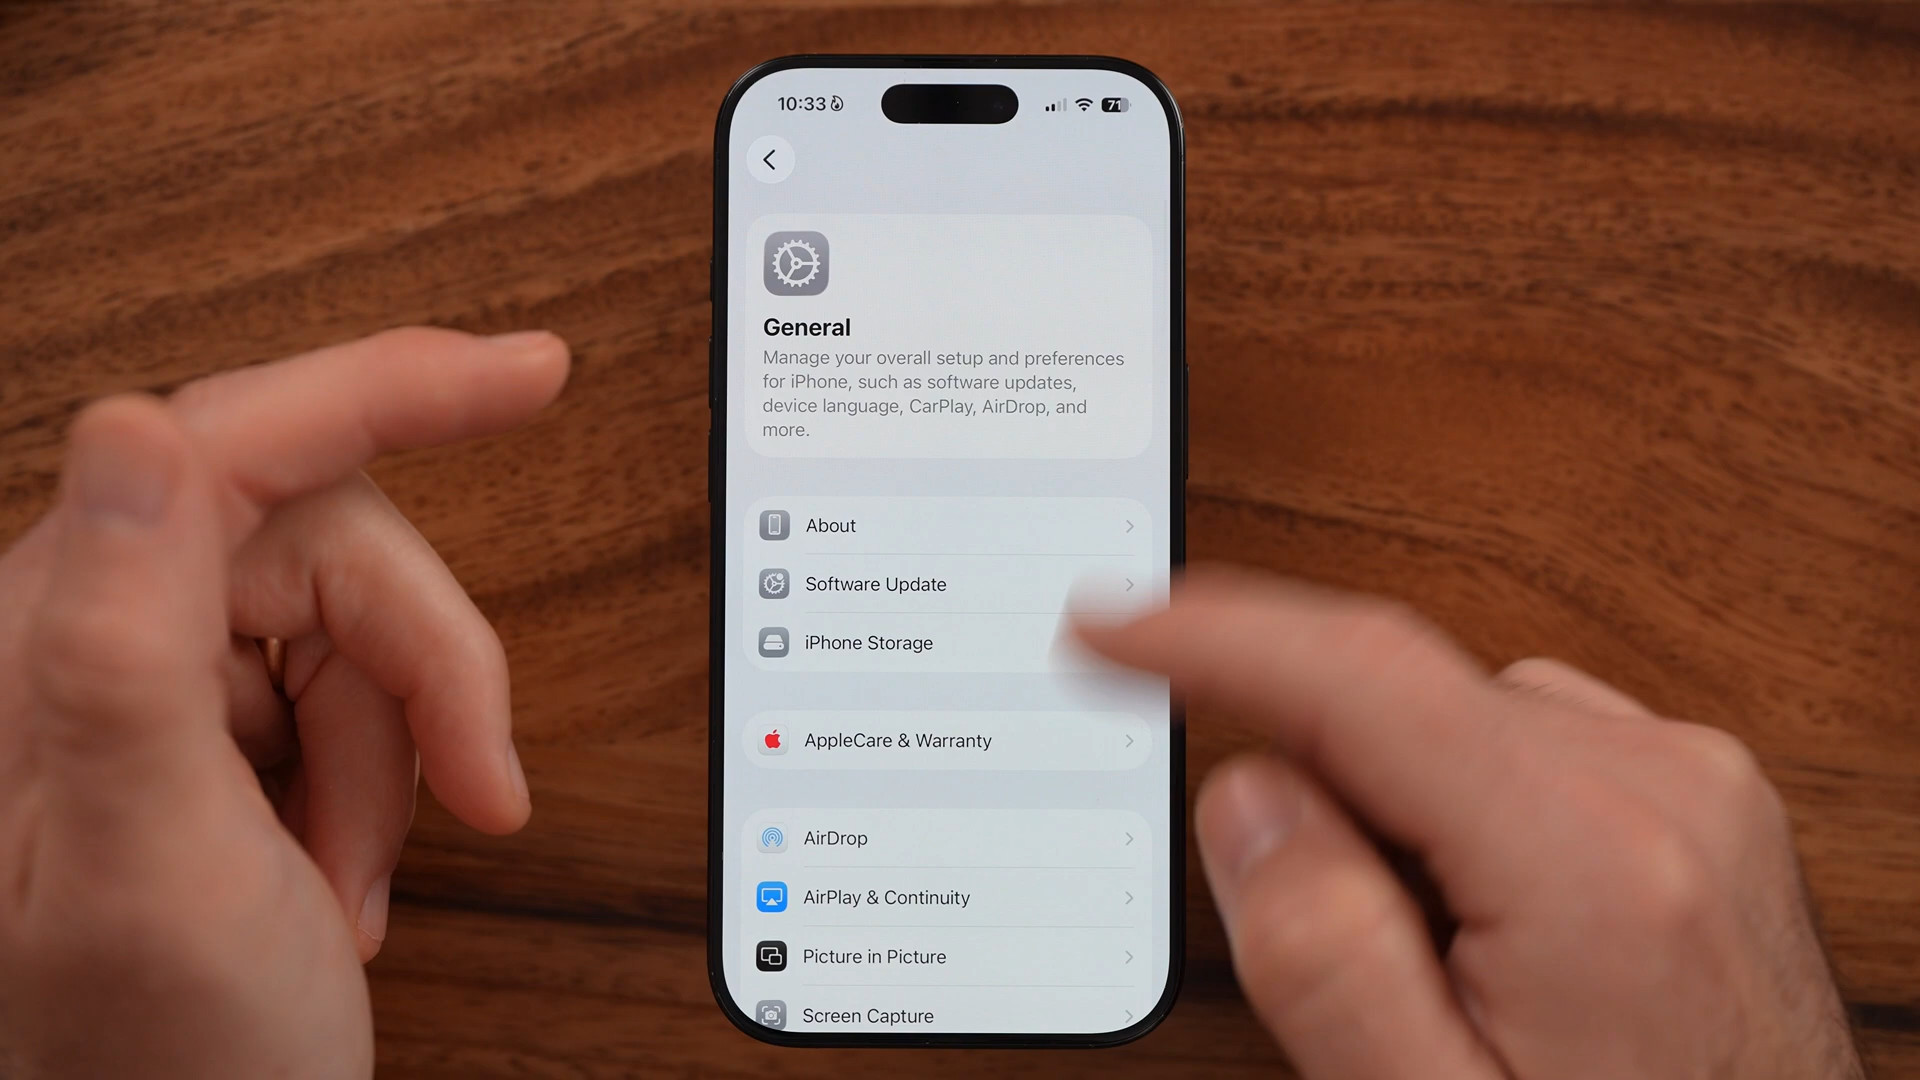 10:33
71
General
Manage your overall setup and preferences
for iPhone, such as software updates,
device language, CarPlay, AirDrop, and
more.
About
Software Update
iPhone Storage
AppleCare & Warranty
AirDrop
AirPlay & Continuity
Picture in Picture
Screen Capture